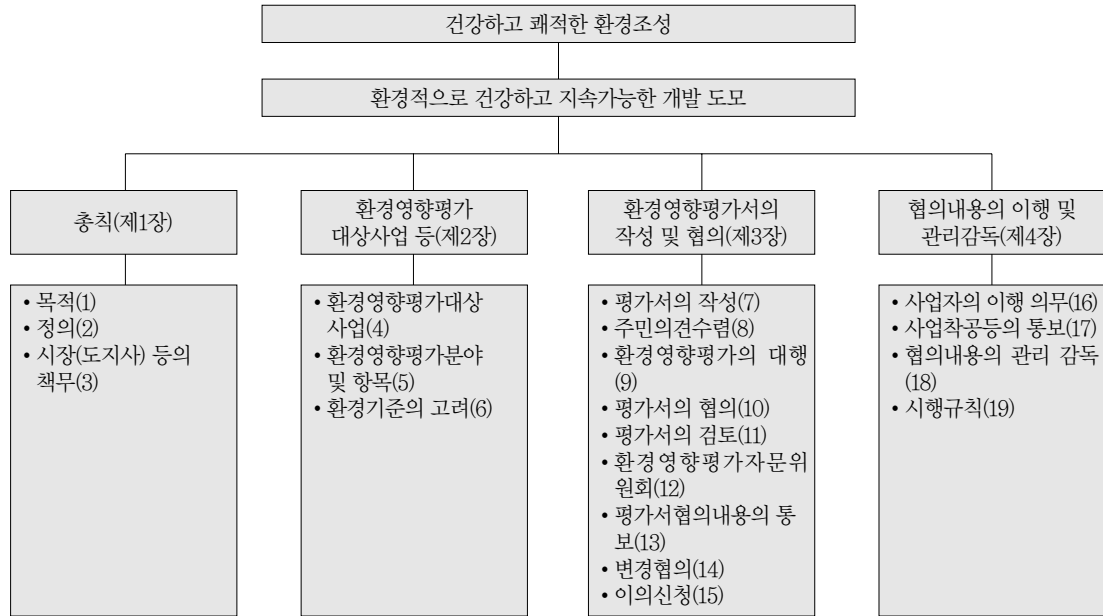 건강하고 쾌적한 환경조성
환경적으로 건강하고 지속가능한 개발 도모
총칙(제1장)
환경영향평가
대상사업 등(제2장)
환경영향평가서의
작성 및 협의(제3장)
협의내용의 이행 및
관리감독(제4장)
• 목적(1)
• 정의(2)
• 시장(도지사) 등의
책무(3)
• 환경영향평가대상
사업(4)
• 환경영향평가분야
및 항목(5)
• 환경기준의 고려(6)
• 평가서의 작성(7)
• 주민의견수렴(8)
• 환경영향평가의 대행
(9)
• 평가서의 협의(10)
• 평가서의 검토(11)
• 환경영향평가자문위
원회(12)
• 평가서협의내용의 통
보(13)
• 변경협의(14)
• 이의신청(15)
• 사업자의 이행 의무(16)
• 사업착공등의 통보(17)
• 협의내용의 관리 감독
(18)
• 시행규칙(19)